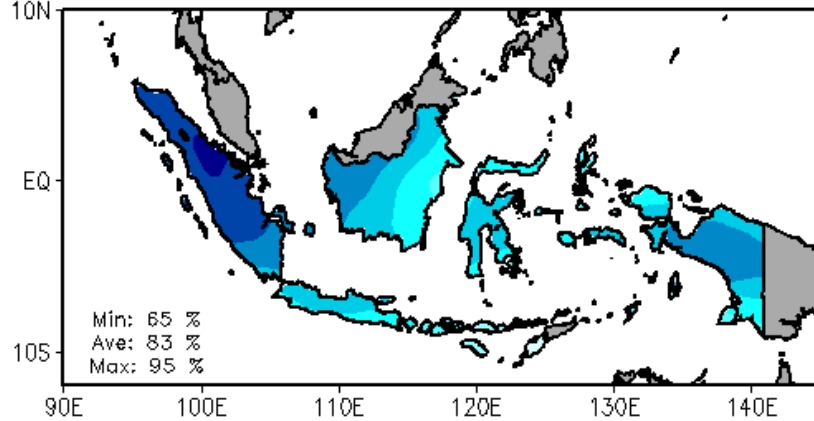 10N
EQ
10S
Min: 65 %
Ave: 83 %
Max: 95 %
90E 100E 110E 120E 130E 140E